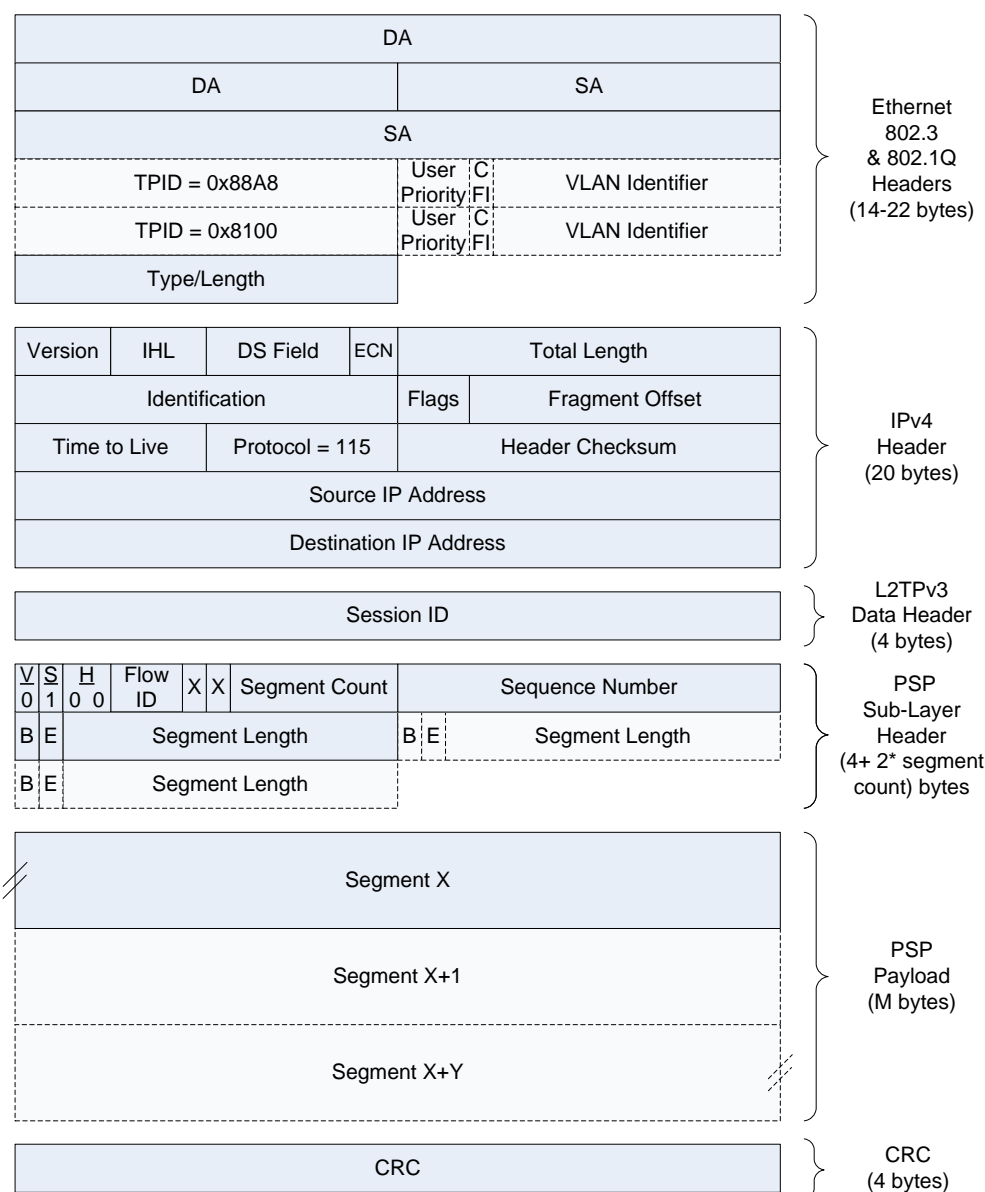 DA
DA SA
SA
TPID = 0x88A8 User Priority C FI VLAN Identifier
TPID = 0x8100 User Priority C FI VLAN Identifier
Type/Length
Ethernet
802.3
& 802.1Q
Headers
(14-22 bytes)
Version IHL DS Field ECN Total Length
Identification Flags Fragment Offset
Time to Live Protocol = 115 Header Checksum
Source IP Address
Destination IP Address
IPv4
Header
(20 bytes)
Session ID
L2TPv3
Data Header
(4 bytes)
V 0 S 1 H 0 0 Flow ID X X Segment Count Sequence Number
B E Segment Length B E Segment Length
B E Segment Length
PSP
Sub-Layer
Header
(4+ 2* segment
count) bytes
Segment X
Segment X+1
Segment X+Y
PSP
Payload
(M bytes)
CRC
CRC
(4 bytes)